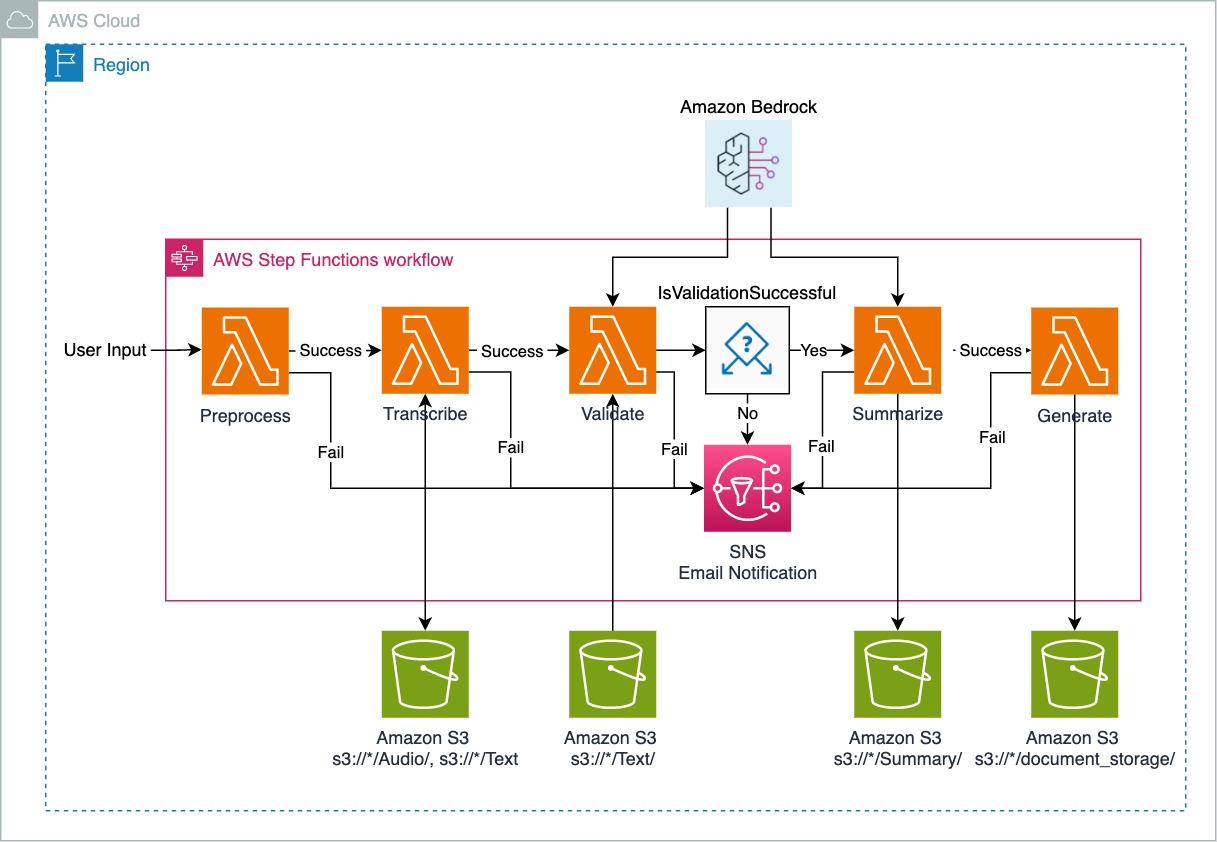 AWS Cloud
Region
Amazon Bedrock
AWS Step Functions workflow
IsValidationSuccessful
User Input
Success
Success
?
Yes
Success
Preprocess
Transcribe
Validate
No
Summarize
Generate
Fail
Fail
Fail
Fail
Fail
SNS
Email Notification
Amazon S3
s3://*/Audio/, s3://*/Text
Amazon S3
s3://*/Text/
Amazon S3
s3://*/Summary/
Amazon S3
s3://*/document_storage/